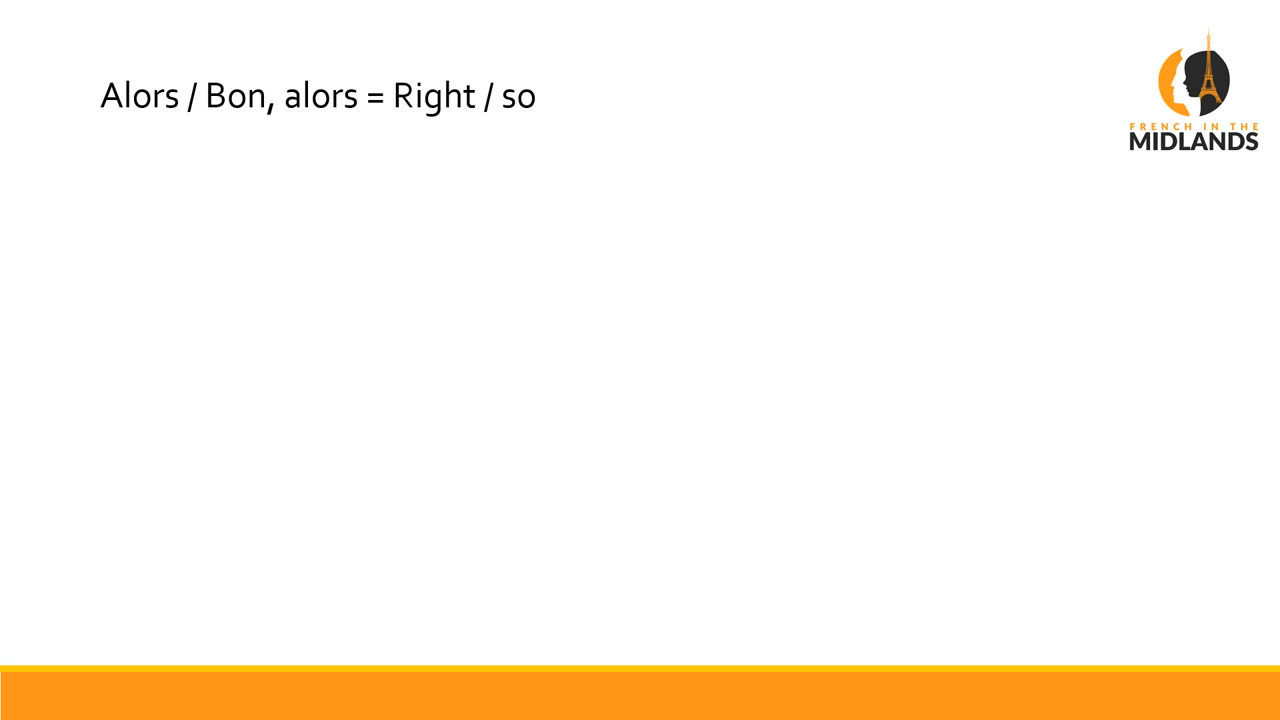 Alors / Bon, alors = Right / so
FRENCH IN THE
MIDLANDS